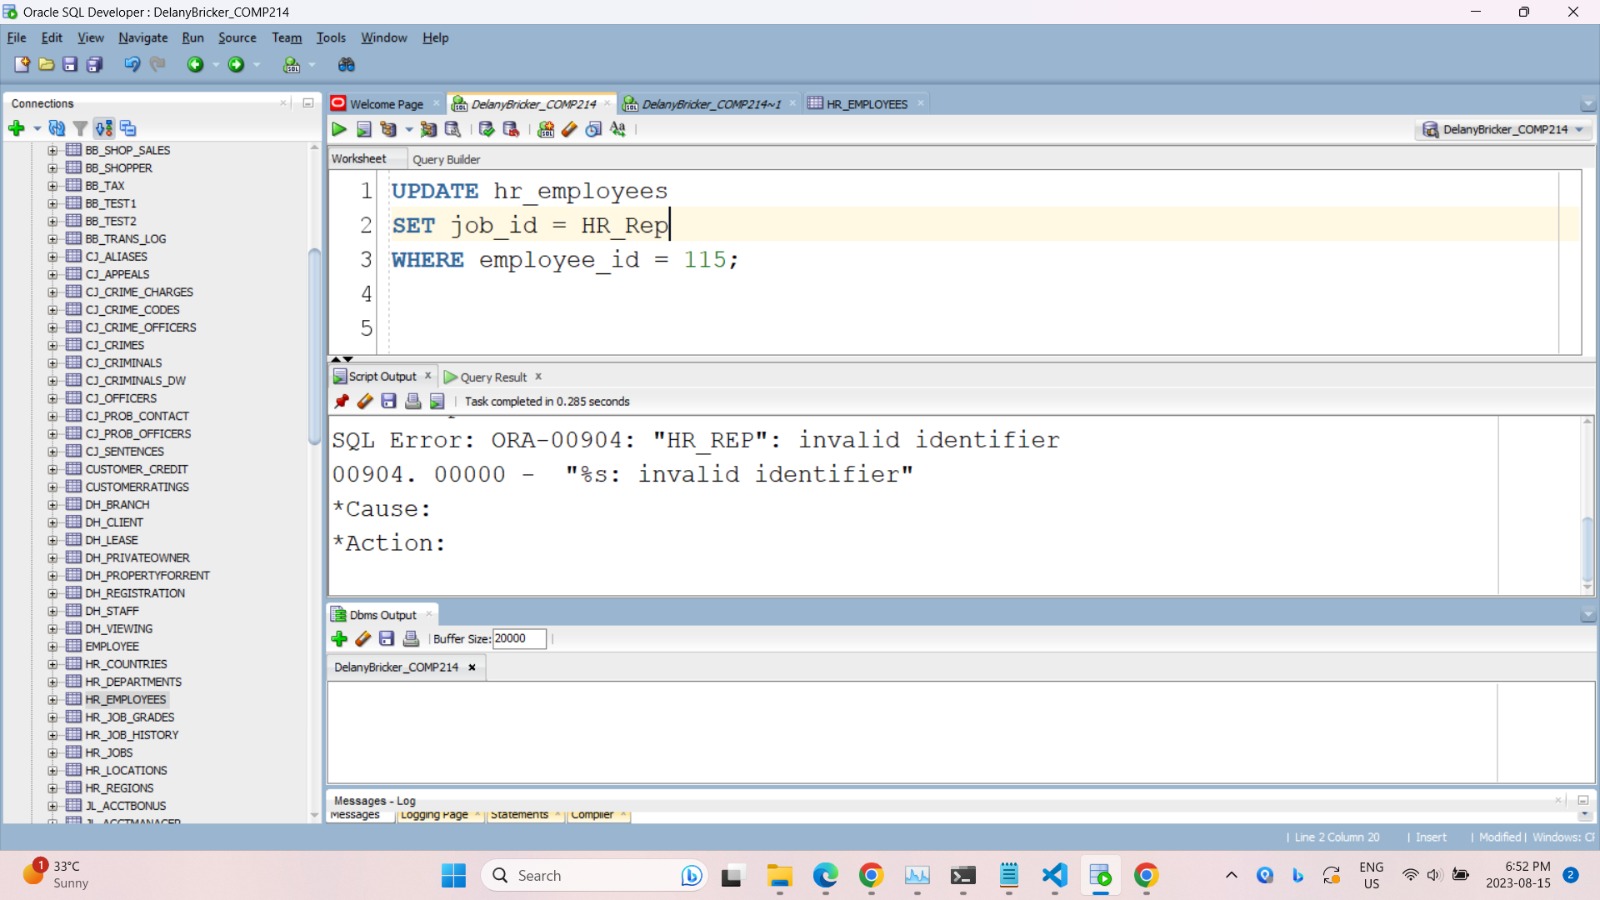 Oracle SQL Developer : DelanyBricker_COMP214
File Edit View Navigate Run Source Team Tools Window Help
Connections
BB_SHOP_SALES
BB_SHOPPER
BB_TAX
BB_TEST1
BB_TEST2
BB_TRANS_LOG
CJ_ALIASES
CJ_APPEALS
CJ_CRIME_CHARGES
CJ_CRIME_CODES
CJ_CRIME_OFFICERS
CJ_CRIMES
CJ_CRIMINALS
CJ_CRIMINALS_DW
CJ_OFFICERS
CJ_PROB_CONTACT
CJ_PROB_OFFICERS
CJ_SENTENCES
CUSTOMER_CREDIT
CUSTOMERRATINGS
DH_BRANCH
DH_CLIENT
DH_LEASE
DH_PRIVATEOWNER
DH_PROPERTYFORRENT
DH_REGISTRATION
DH_STAFF
DH_VIEWING
EMPLOYEE
HR_COUNTRIES
HR_DEPARTMENTS
HR_EMPLOYEES
HR_JOB_GRADES
HR_JOB_HISTORY
HR_JOBS
HR_LOCATIONS
HR_REGIONS
JL_ACCTBONUS
JL_ACCTMANAGER
Welcome Page DelanyBricker_COMP214 DelanyBricker_COMP214~1 HR_EMPLOYEES
DelanyBricker_COMP214
Worksheet Query Builder
1 UPDATE hr_employees
2 SET job_id = HR_Rep
3 WHERE employee_id = 115;
4
5
Script Output x Query Result x
Task completed in 0.285 seconds
SQL Error: ORA-00904: "HR_REP": invalid identifier
00904. 00000 - "%s: invalid identifier"
*Cause:
*Action:
Dbms Output
Buffer Size: 20000
DelanyBricker_COMP214
Messages - Log
Messages Logging Page Statements Compiler
Line 2 Column 20 Insert Modified Windows: CF
1 33°C
Sunny
Search
ENG
US
6:52 PM
2023-08-15
2